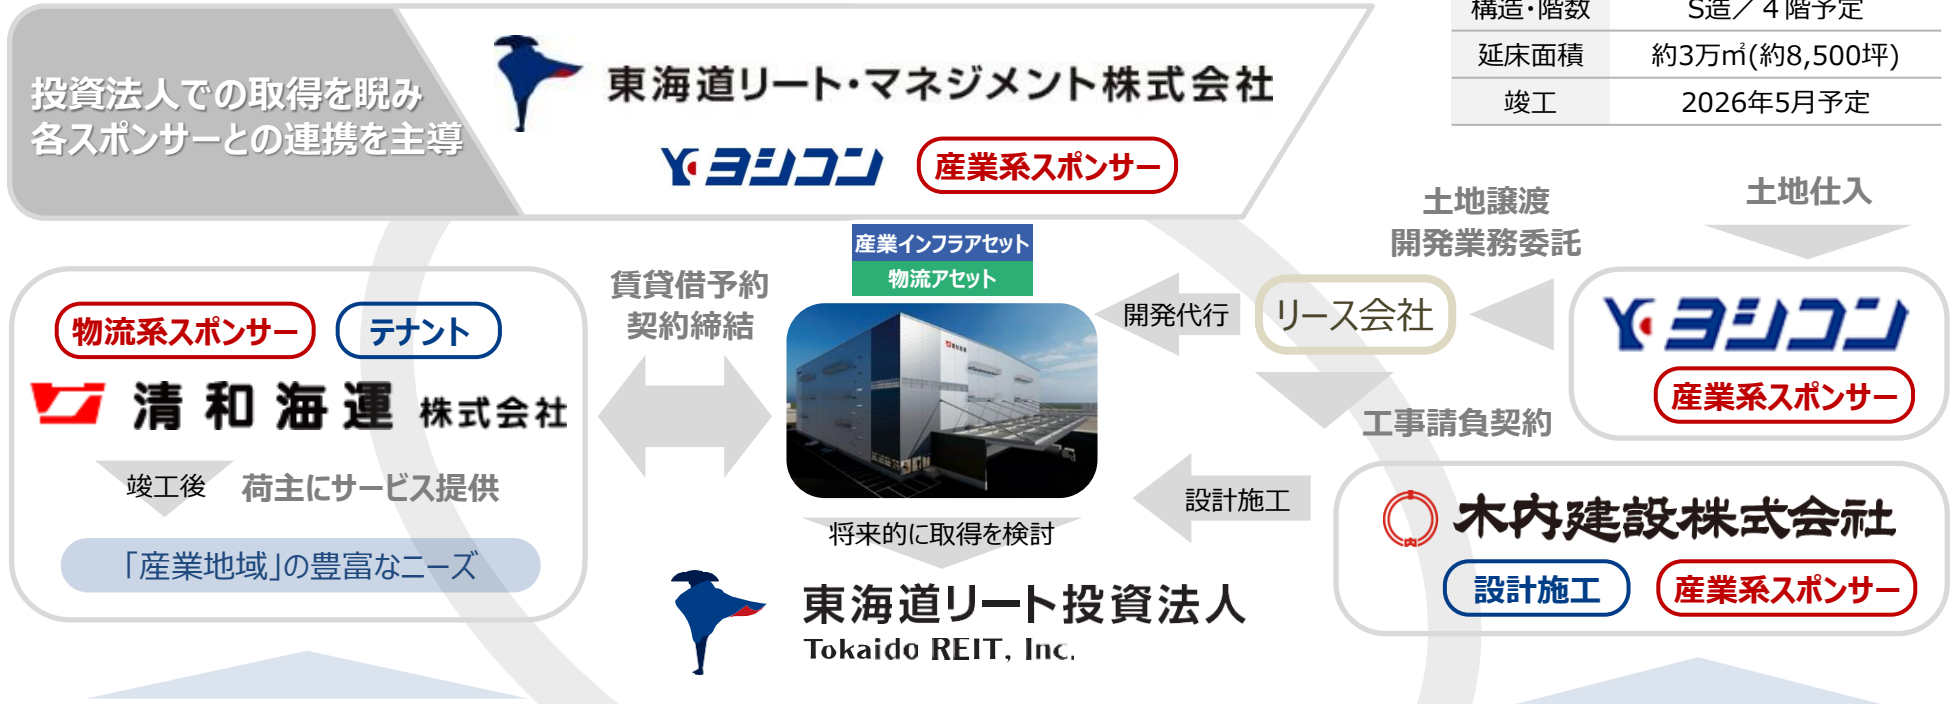 構造・階数 S造／４階予定
延床面積 約3万㎡(約8,500坪)
竣工 2026年5月予定
投資法人での取得を睨み
各スポンサーとの連携を主導
東海道リート・マネジメント株式会社
ヨシコン 産業系スポンサー
土地仕入
土地譲渡
開発業務委託
産業インフラアセット
物流アセット
賃貸借予約
契約締結
物流系スポンサー テナント
清和海運 株式会社
竣工後 荷主にサービス提供
「産業地域」の豊富なニーズ
開発代行
リース会社
ヨシコン
産業系スポンサー
工事請負契約
設計施工
木内建設株式会社
設計施工 産業系スポンサー
将来的に取得を検討
東海道リート投資法人
Tokaido REIT, Inc.